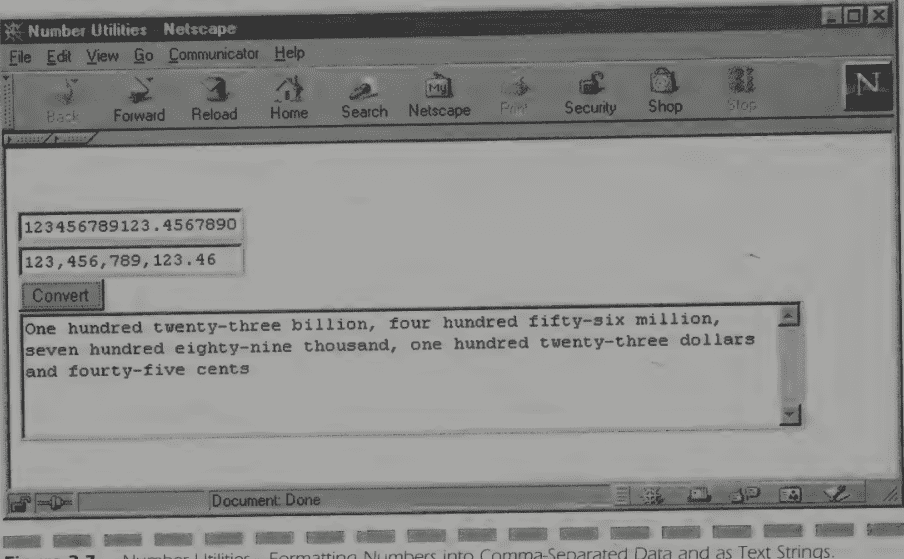 Number Utilities - Netscape
File Edit View Go Communicator Help
Back Forward Reload Home Search Netscape Print Security Shop Stop
My
N
123456789123.4567890
123,456,789,123.46
Convert
One hundred twenty-three billion, four hundred fifty-six million,
seven hundred eighty-nine thousand, one hundred twenty-three dollars
and fourty-five cents
Document: Done
Number Utilities - Formatting Numbers into Comma-Separated Data and as Text Strings.